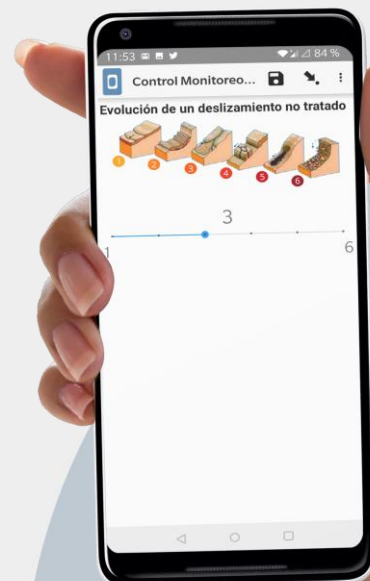 11:53 84 %
Control Monitoreo...
Evolución de un deslizamiento no tratado
1 2 3 4 5 6
3
1 6